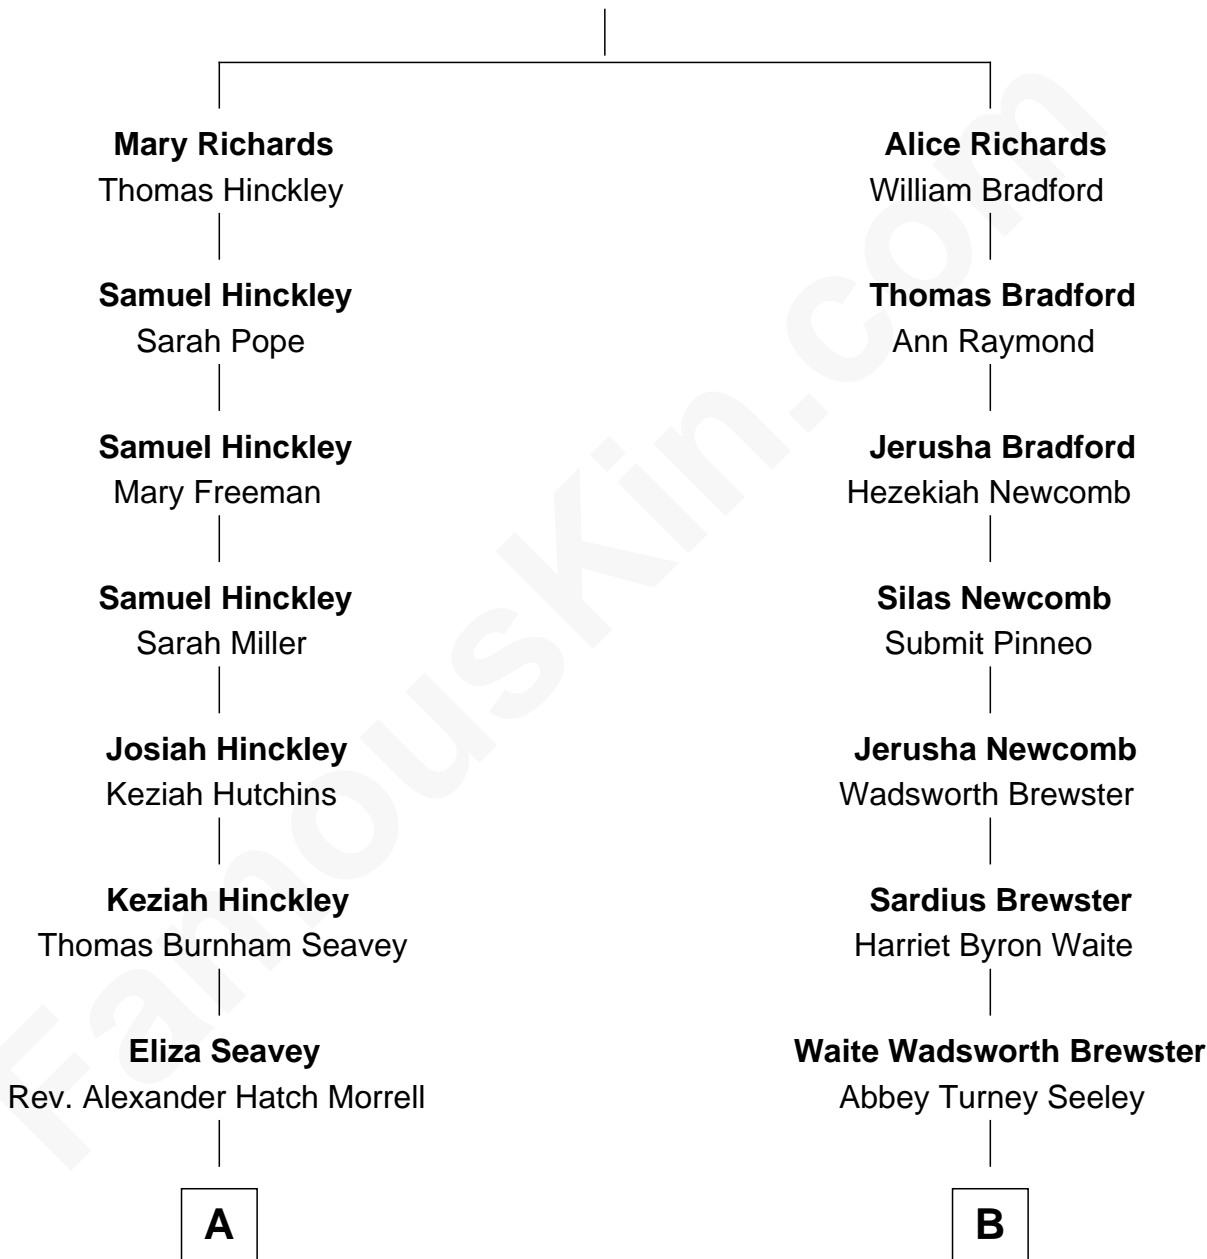 Mary Richards
Thomas Hinckley
Alice Richards
William Bradford
Samuel Hinckley
Sarah Pope
Thomas Bradford
Ann Raymond
Samuel Hinckley
Mary Freeman
Jerusha Bradford
Hezekiah Newcomb
Samuel Hinckley
Sarah Miller
Silas Newcomb
Submit Pinneo
Josiah Hinckley
Keziah Hutchins
Jerusha Newcomb
Wadsworth Brewster
Keziah Hinckley
Thomas Burnham Seavey
Sardius Brewster
Harriet Byron Waite
Eliza Seavey
Rev. Alexander Hatch Morrell
Waite Wadsworth Brewster
Abbey Turney Seeley
A
B
FamousKin.com